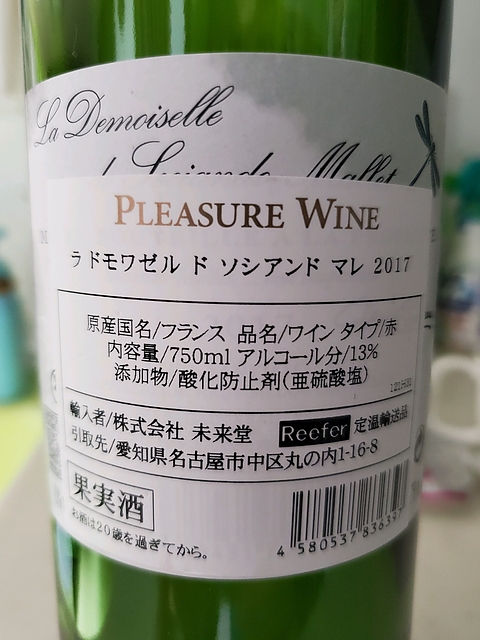 La Demoiselle
de Sociando Mallet
PLEASURE WINE
ラ ドモワゼル ド ソシアンド マレ 2017
原産国名/フランス 品名/ワイン タイプ/赤
内容量/750ml アルコール分/13%
添加物/酸化防止剤(亜硫酸塩)
輸入者/株式会社 未来堂 Reefer 定温輸送品
引取先/愛知県名古屋市中区丸の内1-16-8
果実酒
お酒は20歳を過ぎてから。
4 580537 836397